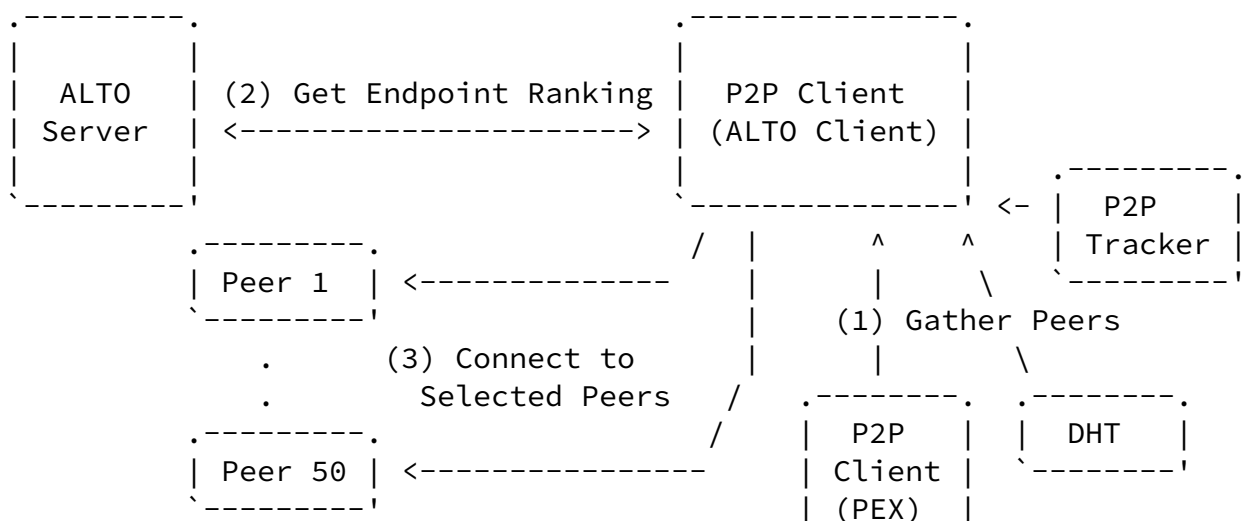 ALTO (2) Get Endpoint Ranking P2P Client
Server <----------------------> (ALTO Client)
<- P2P
Tracker
Peer 1 <--------------
(1) Gather Peers
. (3) Connect to
. Selected Peers
P2P DHT
Peer 50 <---------------- Client
(PEX)